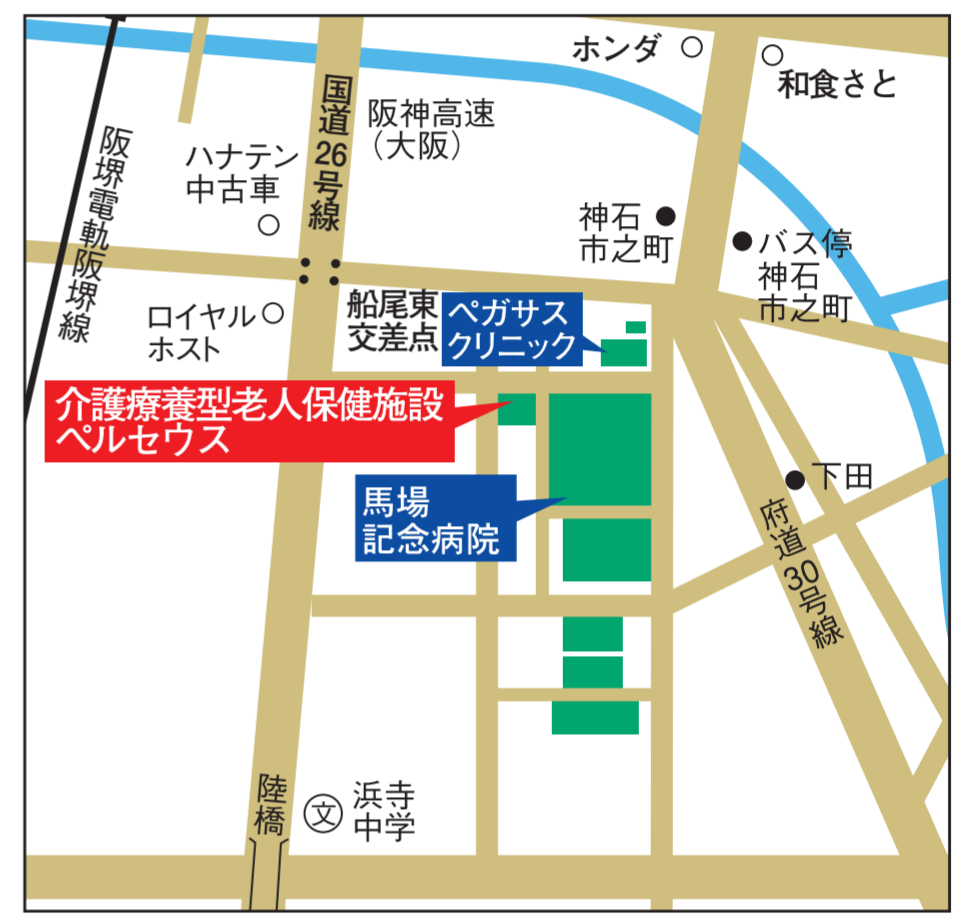 ホンダ
和食さと
国道26号線
阪神高速
（大阪）
阪堺電軌阪堺線
ハナテン
中古車
神石
市之町
バス停
神石
市之町
ロイヤル
ホスト
船尾東
交差点
ペガサス
クリニック
介護療養型老人保健施設
ペルセウス
馬場
記念病院
下田
府道30号線
陸橋
文
浜寺
中学